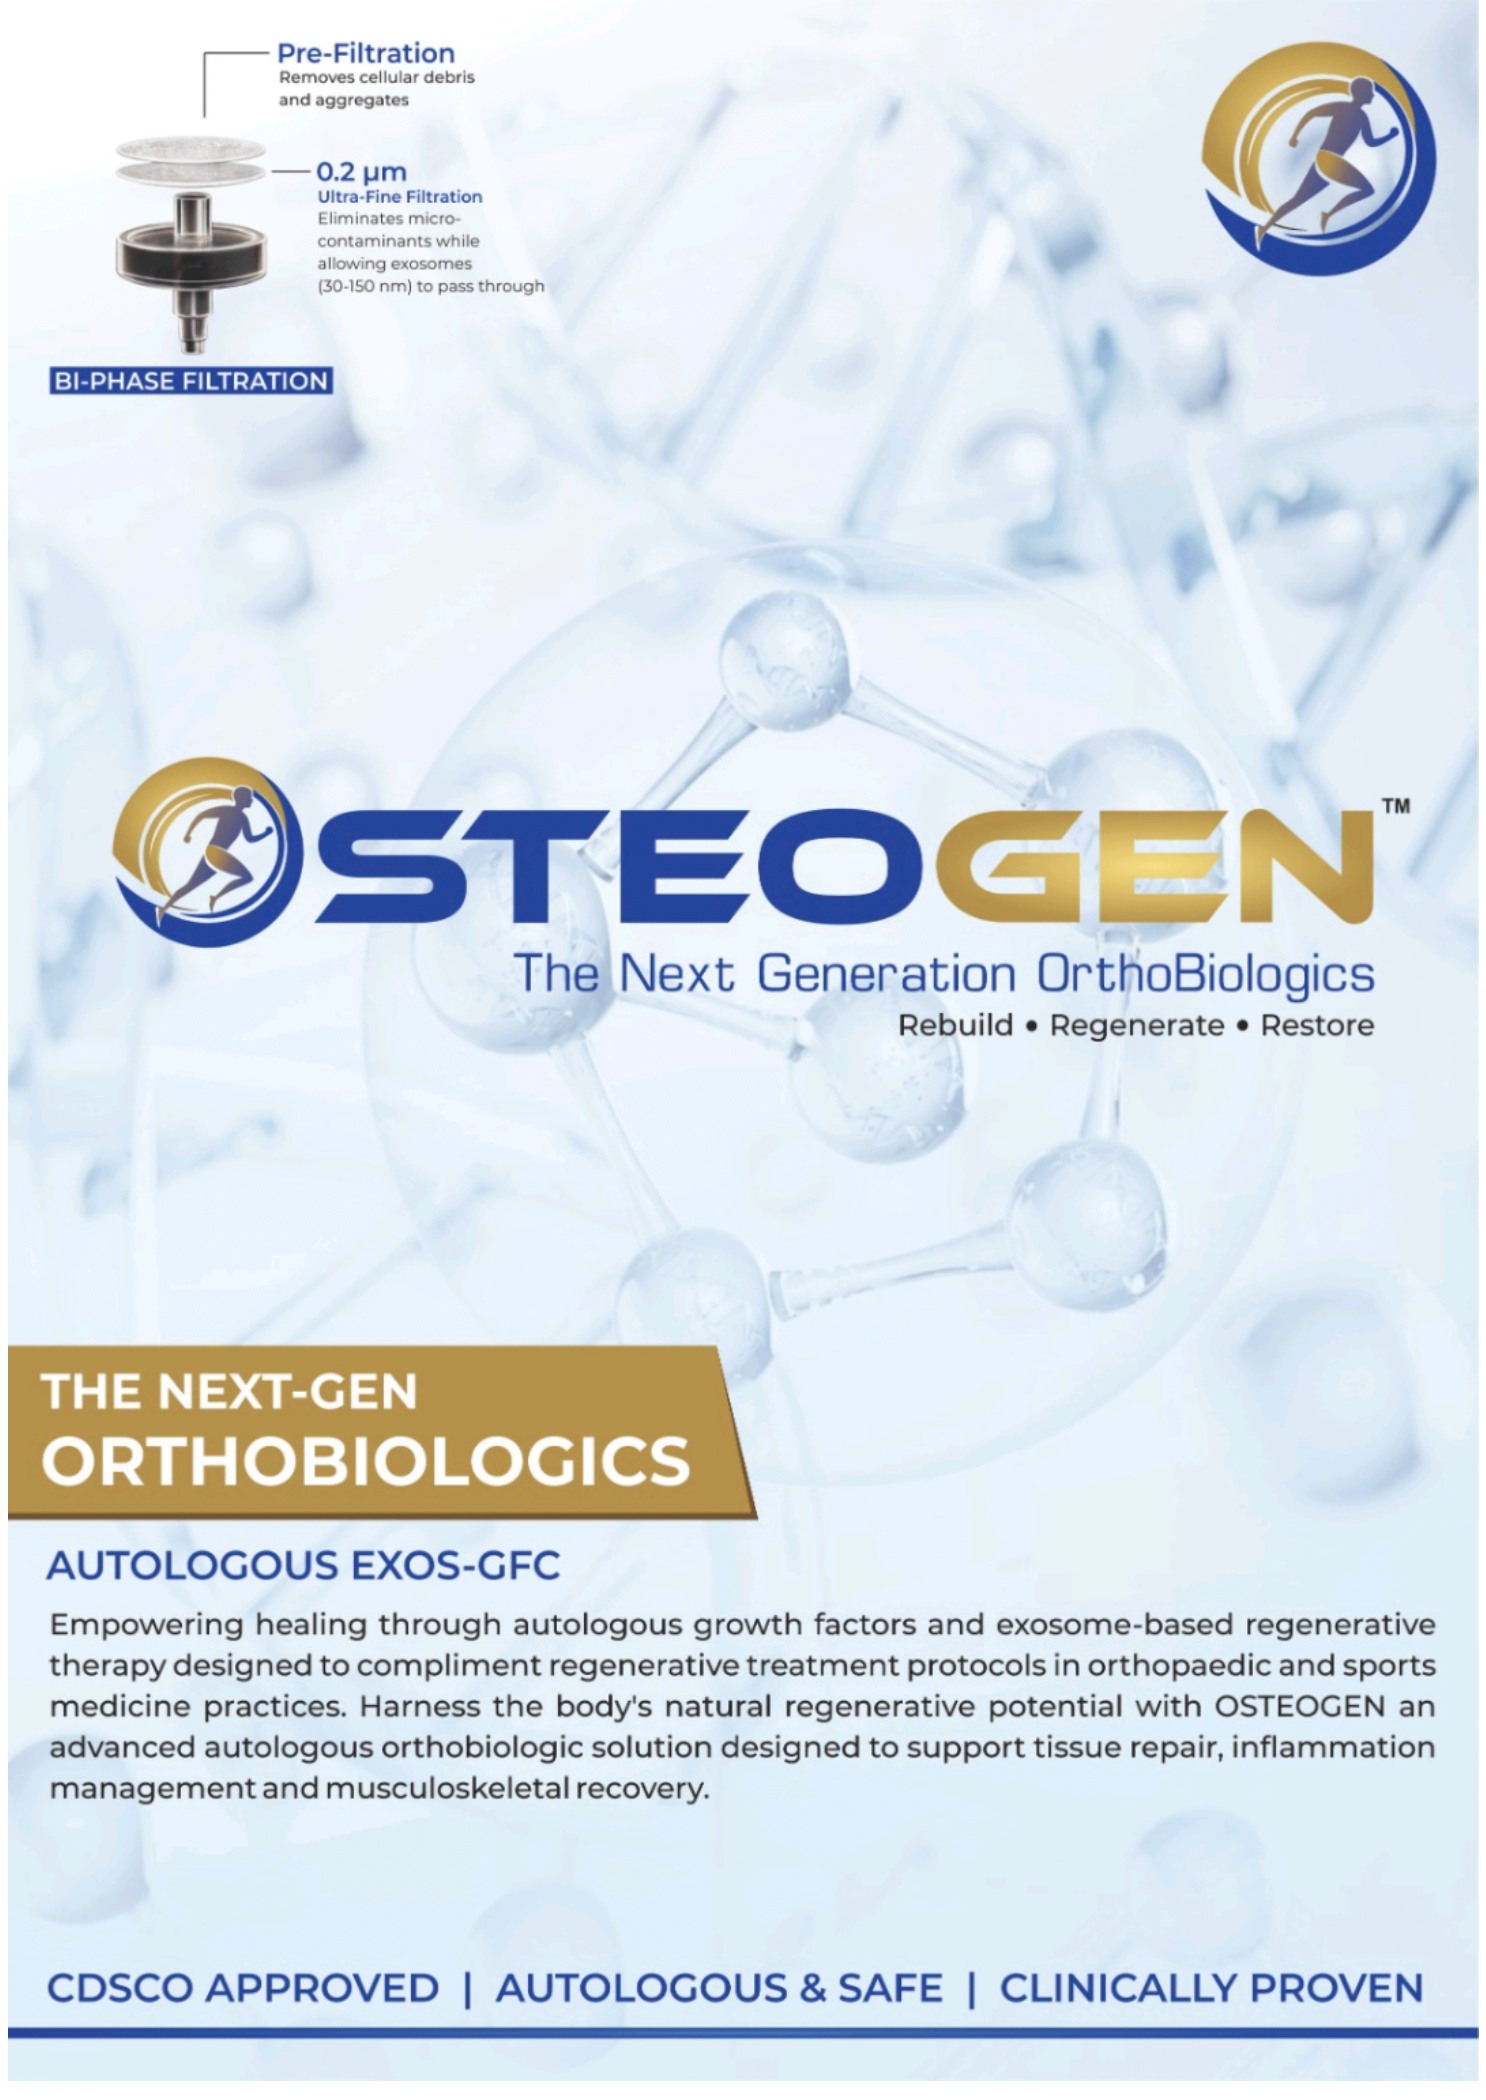 Pre-Filtration
Removes cellular debris
and aggregates
0.2 µm
Ultra-Fine Filtration
Eliminates micro-
contaminants while
allowing exosomes
(30-150 nm) to pass through
BI-PHASE FILTRATION
OSTEOGEN™
The Next Generation OrthoBiologics
Rebuild • Regenerate • Restore
THE NEXT-GEN
ORTHOBIOLOGICS
AUTOLOGOUS EXOS-GFC
Empowering healing through autologous growth factors and exosome-based regenerative
therapy designed to compliment regenerative treatment protocols in orthopaedic and sports
medicine practices. Harness the body's natural regenerative potential with OSTEOGEN an
advanced autologous orthobiologic solution designed to support tissue repair, inflammation
management and musculoskeletal recovery.
CDSCO APPROVED | AUTOLOGOUS & SAFE | CLINICALLY PROVEN